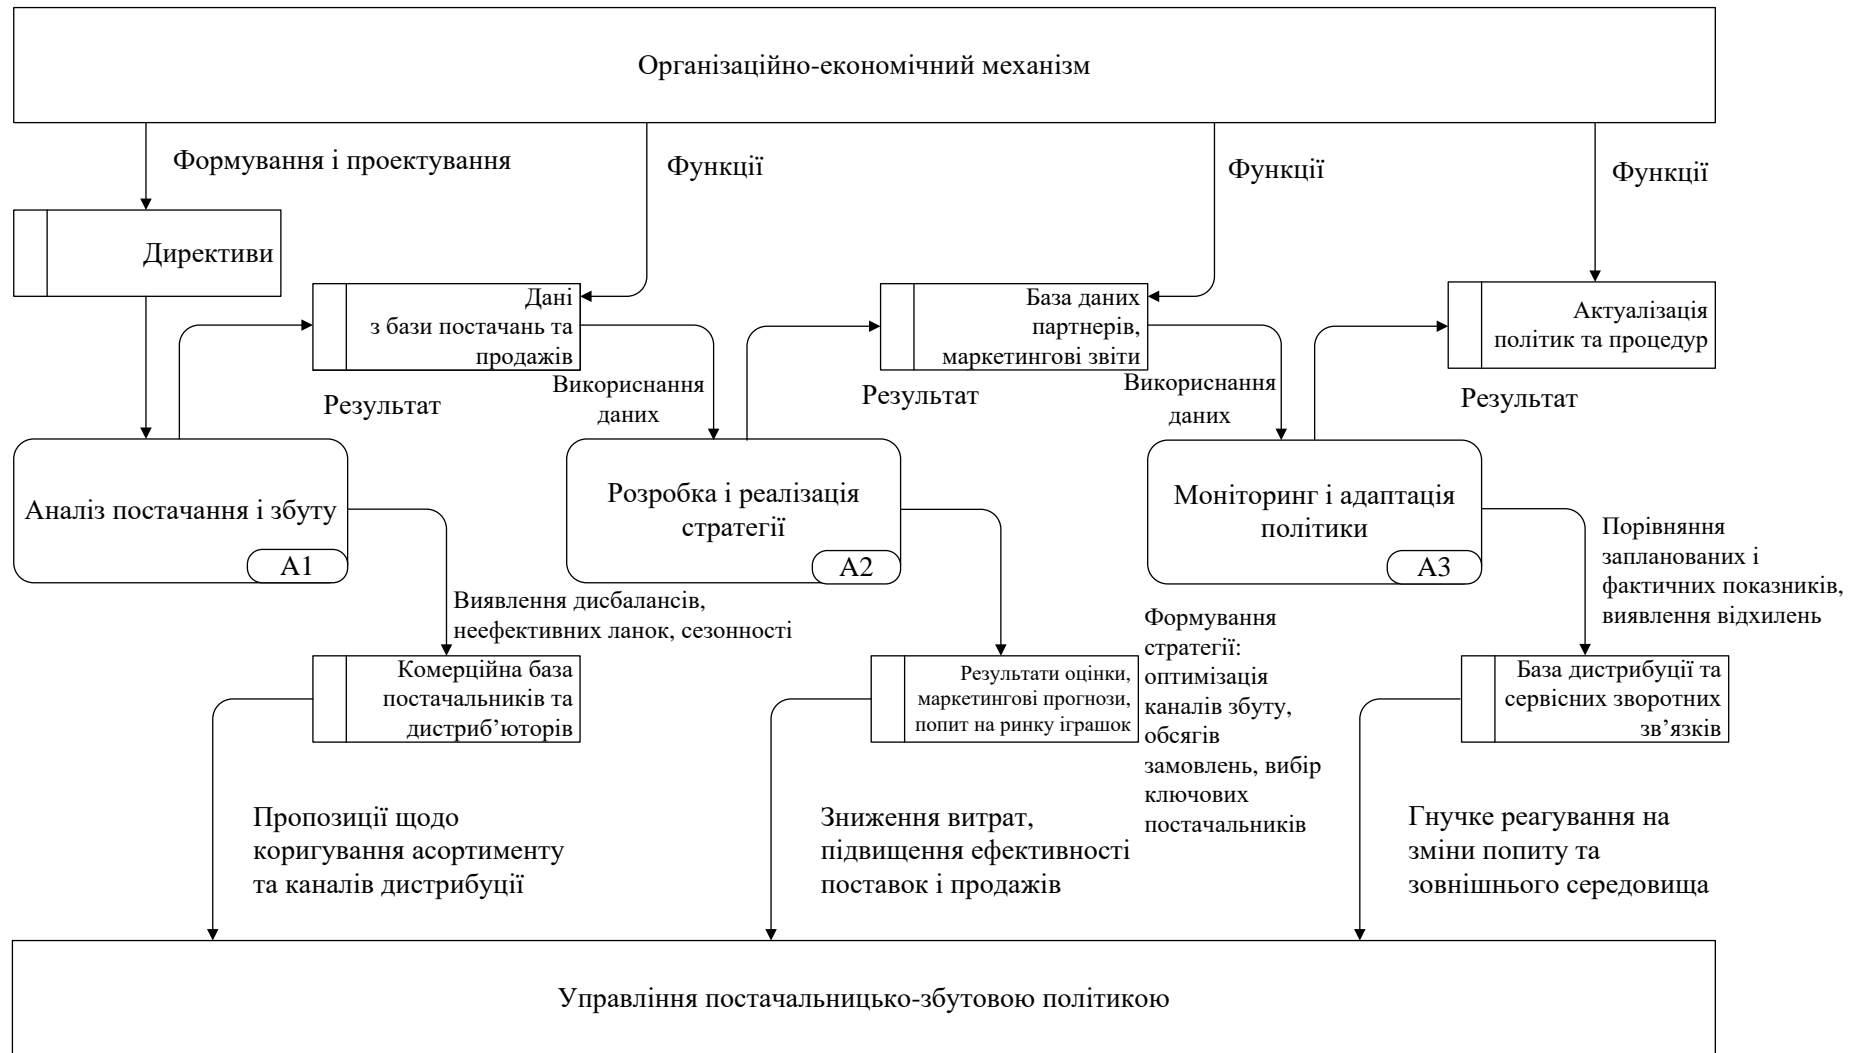 Організаційно-економічний механізм
Формування і проектування
Функції
Функції
Функції
Директиви
Дані
з бази постачань та
продажів
База даних
партнерів,
маркетингові звіти
Актуалізація
політик та процедур
Результат
Використнання
даних
Результат
Використнання
даних
Результат
Аналіз постачання і збуту
А1
Розробка і реалізація
стратегії
А2
Моніторинг і адаптація
політики
А3
Виявлення дисбалансів,
неефективних ланок, сезонності
Формування
стратегії:
оптимізація
каналів збуту,
обсягів
замовлень, вибір
ключових
постачальників
Порівняння
запланованих і
фактичних показників,
виявлення відхилень
Комерційна база
постачальників та
дистриб’юторів
Результати оцінки,
маркетингові прогнози,
попит на ринку іграшок
База дистрибуції та
сервісних зворотних
зв’язків
Пропозиції щодо
коригування асортименту
та каналів дистрибуції
Зниження витрат,
підвищення ефективності
поставок і продажів
Гнучке реагування на
зміни попиту та
зовнішнього середовища
Управління постачальницько-збутовою політикою